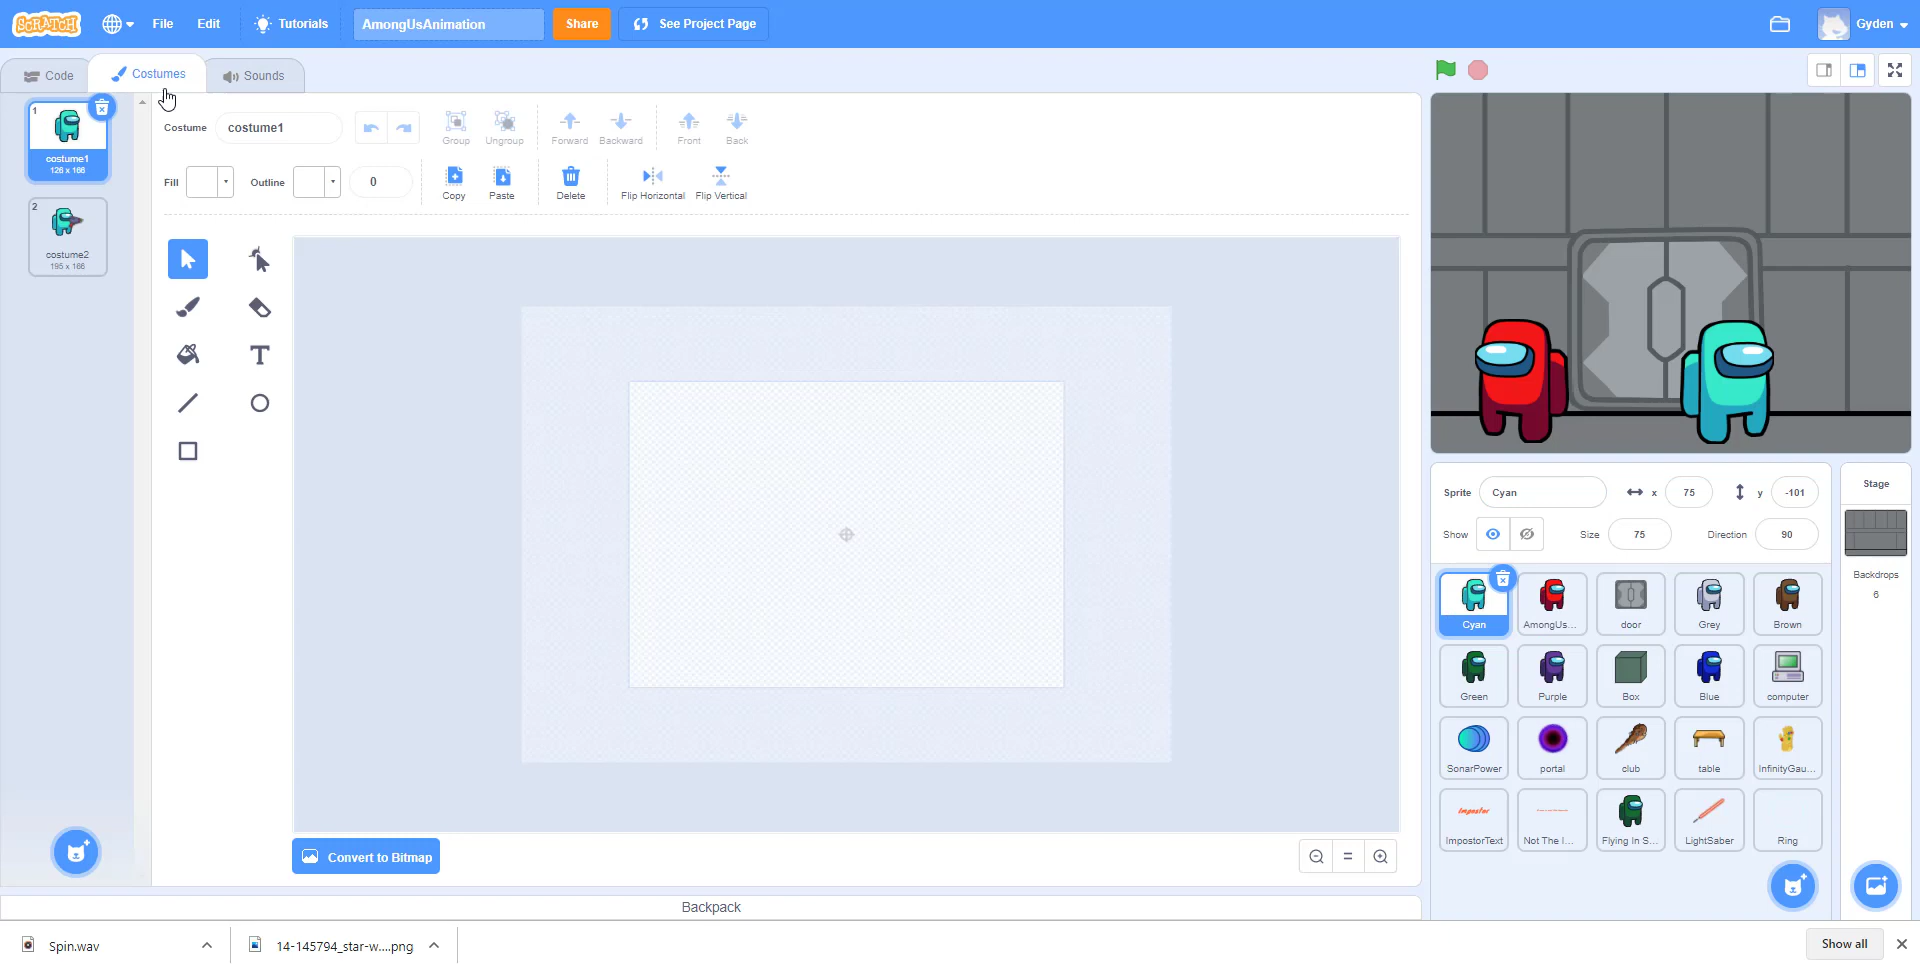 SCRATCH
File
Edit
Tutorials
AmongUsAnimation
Share
See Project Page
Gyden
Code
Costumes
Sounds
1
costume1
126 x 166
2
costume2
195 x 166
Costume
costume1
Group
Ungroup
Forward
Backward
Front
Back
Fill
Outline
0
Copy
Paste
Delete
Flip Horizontal
Flip Vertical
T
Convert to Bitmap
=
Backpack
Sprite
Cyan
x
75
y
-101
Show
Size
75
Direction
90
Stage
Backdrops
6
Cyan
AmongUs...
door
Grey
Brown
Green
Purple
Box
Blue
computer
SonarPower
portal
club
table
InfinityGau...
Impostor
ImpostorText
Not The I...
Flying In S...
LightSaber
Ring
Spin.wav
14-145794_star-w....png
Show all